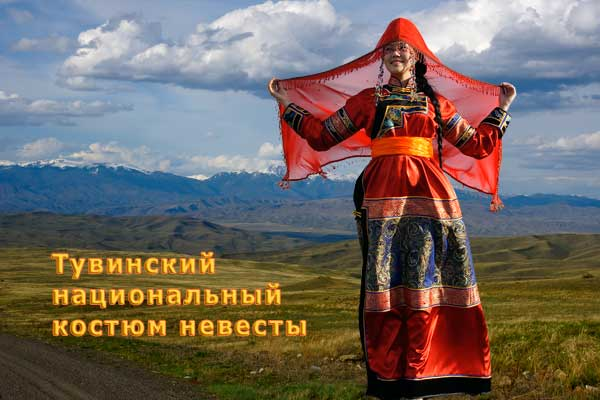 Тувинский
национальный
костюм невесты